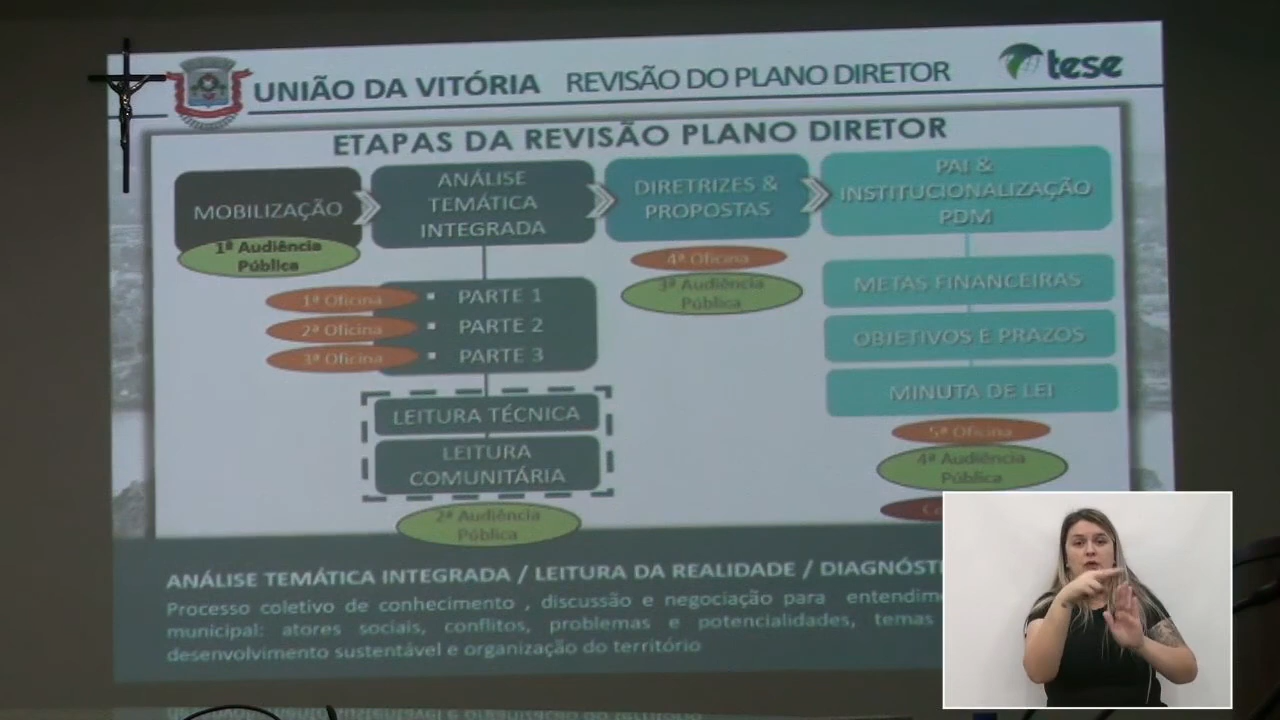 UNIÃO DA VITÓRIA REVISÃO DO PLANO DIRETOR
tese
ETAPAS DA REVISÃO PLANO DIRETOR
MOBILIZAÇÃO
1ª Audiência
Pública
ANÁLISE
TEMÁTICA
INTEGRADA
1ª Oficina
2ª Oficina
3ª Oficina
▪ PARTE 1
▪ PARTE 2
▪ PARTE 3
LEITURA TÉCNICA
LEITURA
COMUNITÁRIA
2ª Audiência
Pública
DIRETRIZES &
PROPOSTAS
4ª Oficina
3ª Audiência
Pública
PAI &
INSTITUCIONALIZAÇÃO
PDM
METAS FINANCEIRAS
OBJETIVOS E PRAZOS
MINUTA DE LEI
5ª Oficina
4ª Audiência
Pública
ANÁLISE TEMÁTICA INTEGRADA / LEITURA DA REALIDADE /
Processo coletivo de conhecimento , discussão e negociação para
municipal: atores sociais, conflitos, problemas e potencialidades, temas
desenvolvimento sustentável e organização do território